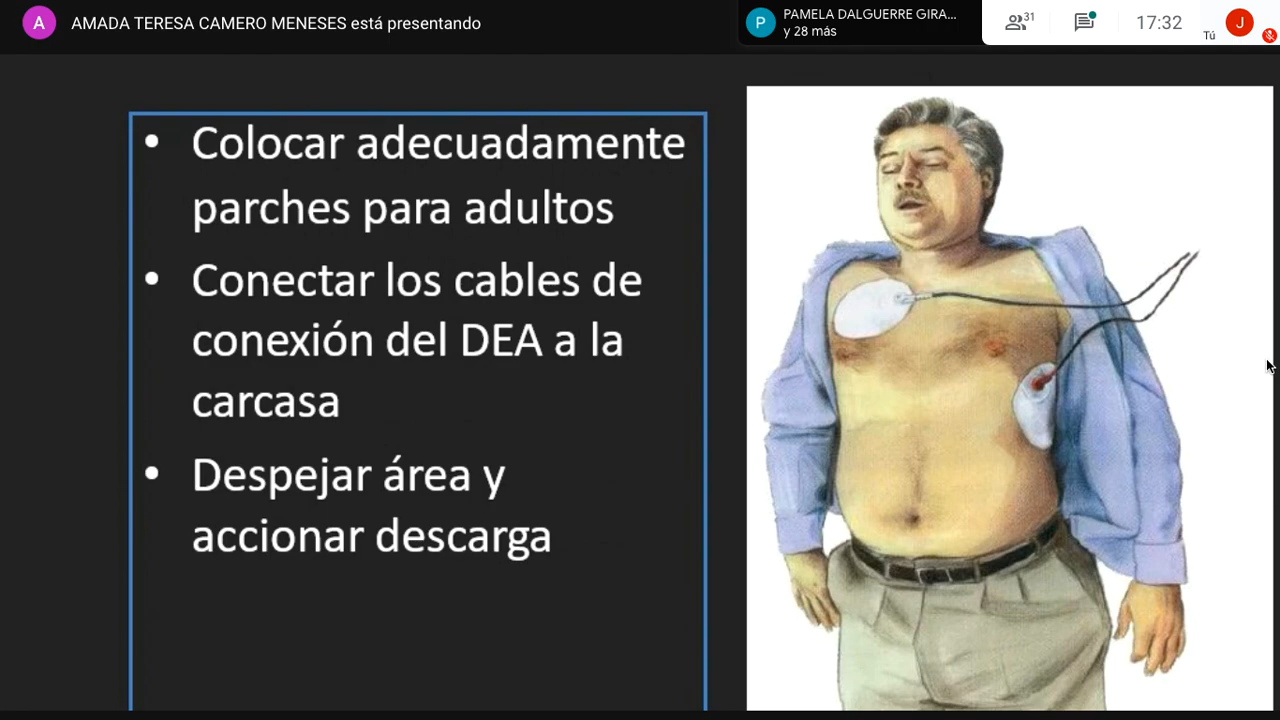 A
AMADA TERESA CAMERO MENESES está presentando
P
PAMELA DALGUERRE GIRA...
y 28 más
31
17:32
Tú
J
• Colocar adecuadamente
parches para adultos
• Conectar los cables de
conexión del DEA a la
carcasa
• Despejar área y
accionar descarga